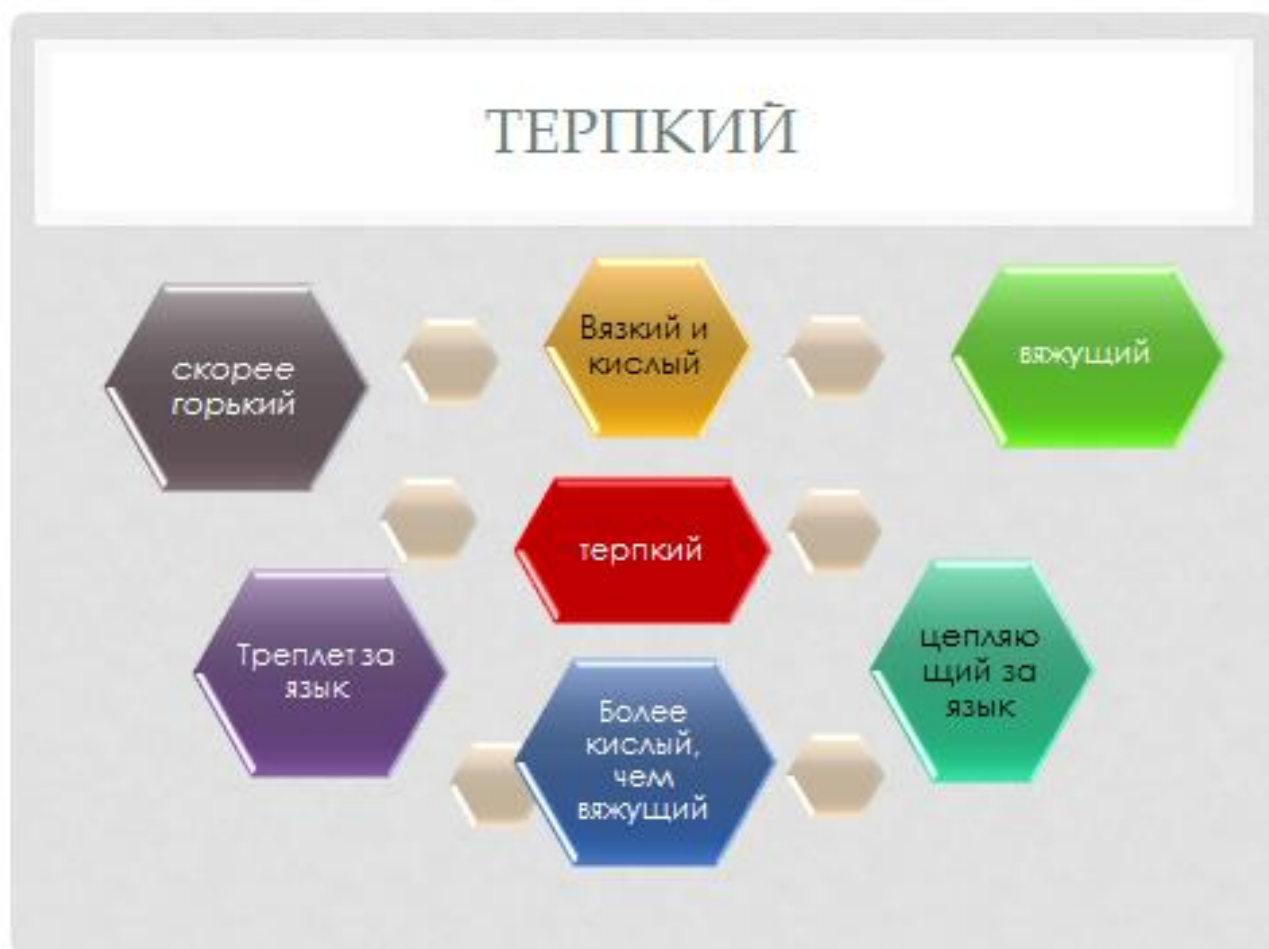 ТЕРПКИЙ
скорее
горький
Вязкий и
кислый
вяжущий
терпкий
Треплет за
язык
Более
кислый,
чем
вяжущий
цепляю
щий за
язык